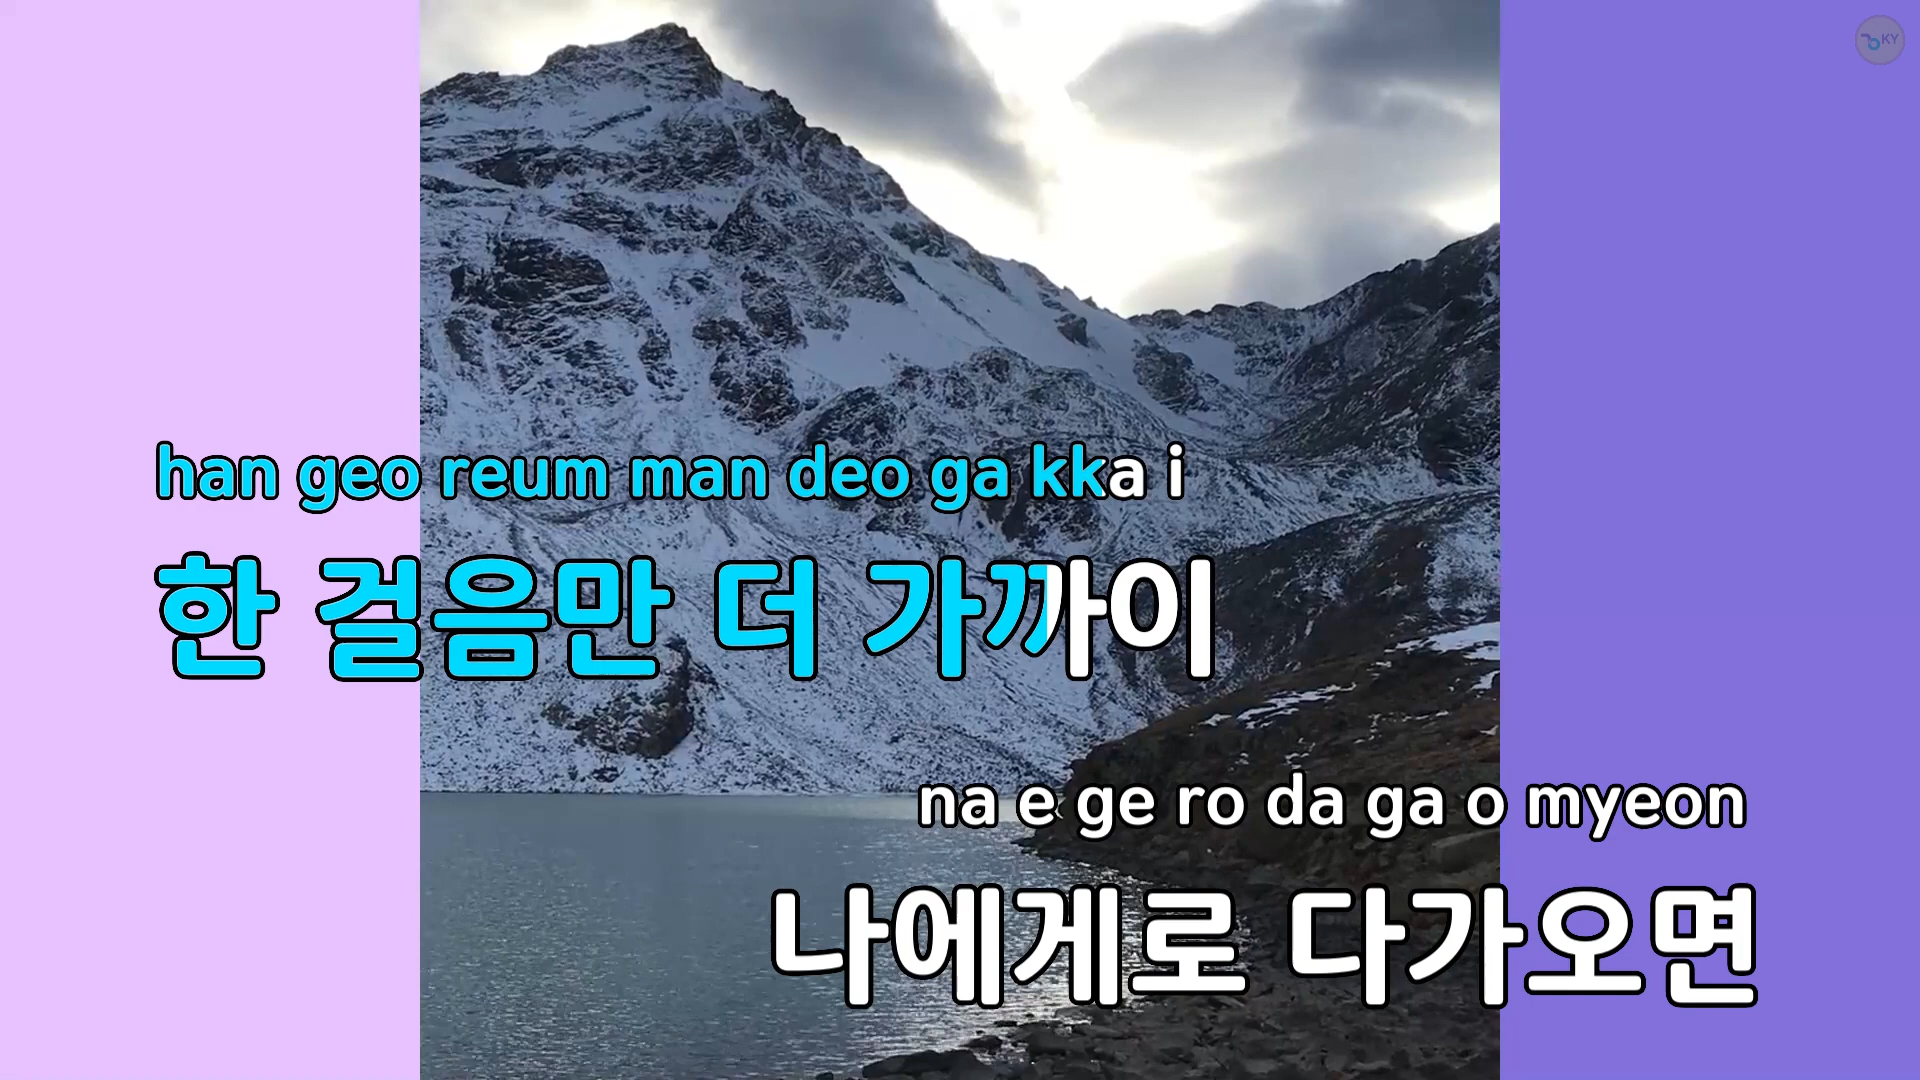 KY
han geo reum man deo ga kka i
한 걸음만 더 가까이
na e ge ro da ga o myeon
나에게로 다가오면